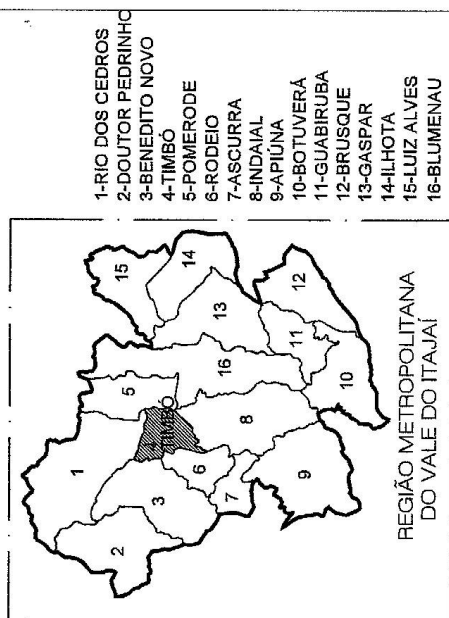 1-RIO DOS CEDROS
2-DOUTOR PEDRINHO
3-BENEDITO NOVO
4-TIMBÓ
5-POMERODE
6-RODEIO
7-ASCURRA
8-INDAIAL
9-APIÚNA
10-BOTUVERÁ
11-GUABIRUBA
12-BRUSQUE
13-GASPAR
14-ILHOTA
15-LUIZ ALVES
16-BLUMENAU
1
2
3
5
15
14
TIMBÓ
13
16
6
7
8
11
12
9
10
REGIÃO METROPOLITANA
DO VALE DO ITAJAÍ